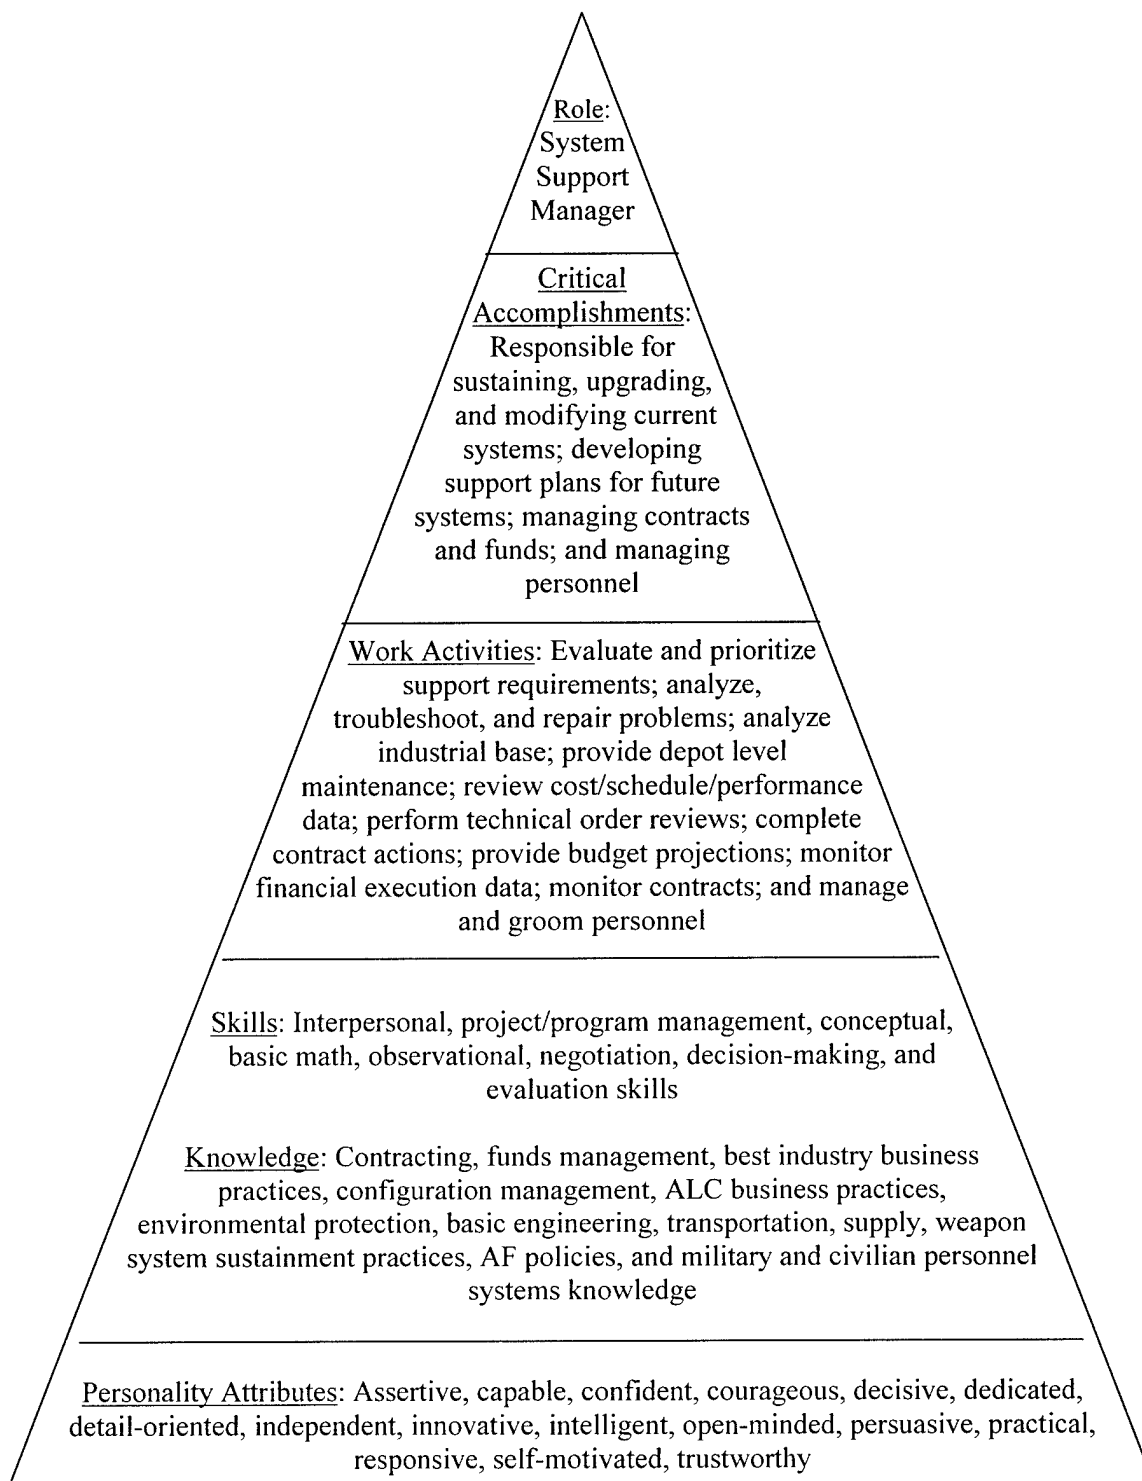 Role:
System
Support
Manager
Critical
Accomplishments:
Responsible for
sustaining, upgrading,
and modifying current
systems; developing
support plans for future
systems; managing contracts
and funds; and managing
personnel
Work Activities: Evaluate and prioritize
support requirements; analyze,
troubleshoot, and repair problems; analyze
industrial base; provide depot level
maintenance; review cost/schedule/performance
data; perform technical order reviews; complete
contract actions; provide budget projections; monitor
financial execution data; monitor contracts; and manage
and groom personnel
Skills: Interpersonal, project/program management, conceptual,
basic math, observational, negotiation, decision-making, and
evaluation skills
Knowledge: Contracting, funds management, best industry business
practices, configuration management, ALC business practices,
environmental protection, basic engineering, transportation, supply, weapon
system sustainment practices, AF policies, and military and civilian personnel
systems knowledge
Personality Attributes: Assertive, capable, confident, courageous, decisive, dedicated,
detail-oriented, independent, innovative, intelligent, open-minded, persuasive, practical,
responsive, self-motivated, trustworthy